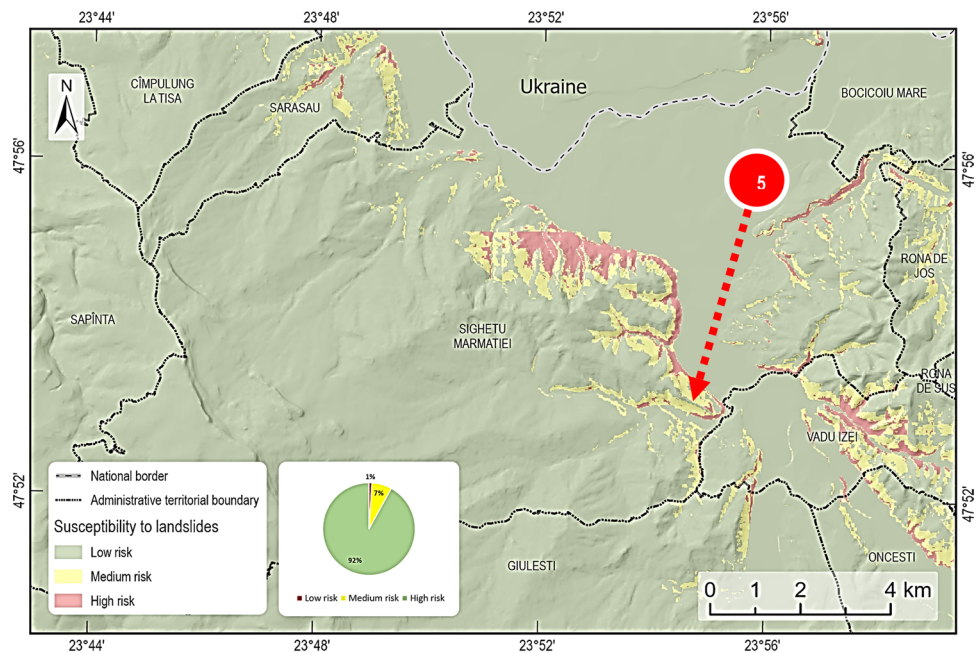 23°44' 23°48' 23°52' 23°56'
N
CÎMPULUNG
LA TISA
SARASAU
Ukraine
BOCICOIU MARE
47°56' 47°56'
5
RONA
DE JOS
SAPÎNTA
SIGHETU
MARMATIEI
RONA
DE SUS
VADU IZEI
National border
Administrative territorial boundary
Susceptibility to landslides
Low risk
Medium risk
High risk
1%
7%
92%
Low risk Medium risk High risk
47°52' 47°52'
GIULESTI
ONCESTI
0 1 2 4 km
23°44' 23°48' 23°52' 23°56'